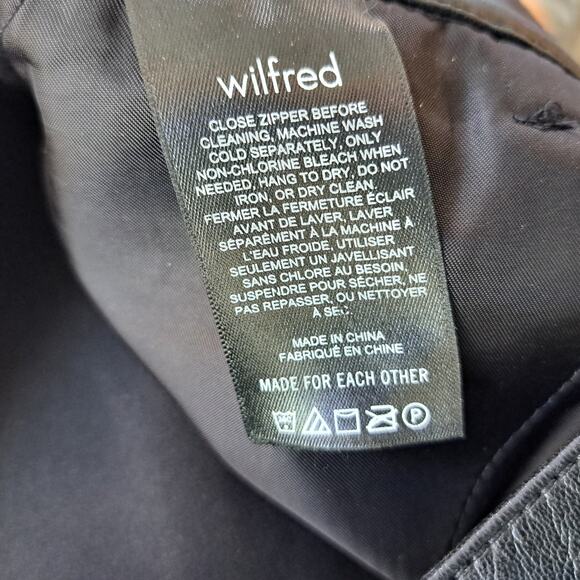 wilfred
CLOSE ZIPPER BEFORE
CLEANING, MACHINE WASH
COLD SEPARATELY, ONLY
NON-CHLORINE BLEACH WHEN
NEEDED, HANG TO DRY, DO NOT
IRON, OR DRY CLEAN.
FERMER LA FERMETURE ÉCLAIR
AVANT DE LAVER, LAVER
SÉPARÉMENT À LA MACHINE À
L'EAU FROIDE, UTILISER
SEULEMENT UN JAVELLISANT
SANS CHLORE AU BESOIN,
SUSPENDRE POUR SÉCHER, NE
PAS REPASSER, OU NETTOYER
À SEC.
MADE IN CHINA
FABRIQUÉ EN CHINE
MADE FOR EACH OTHER
P